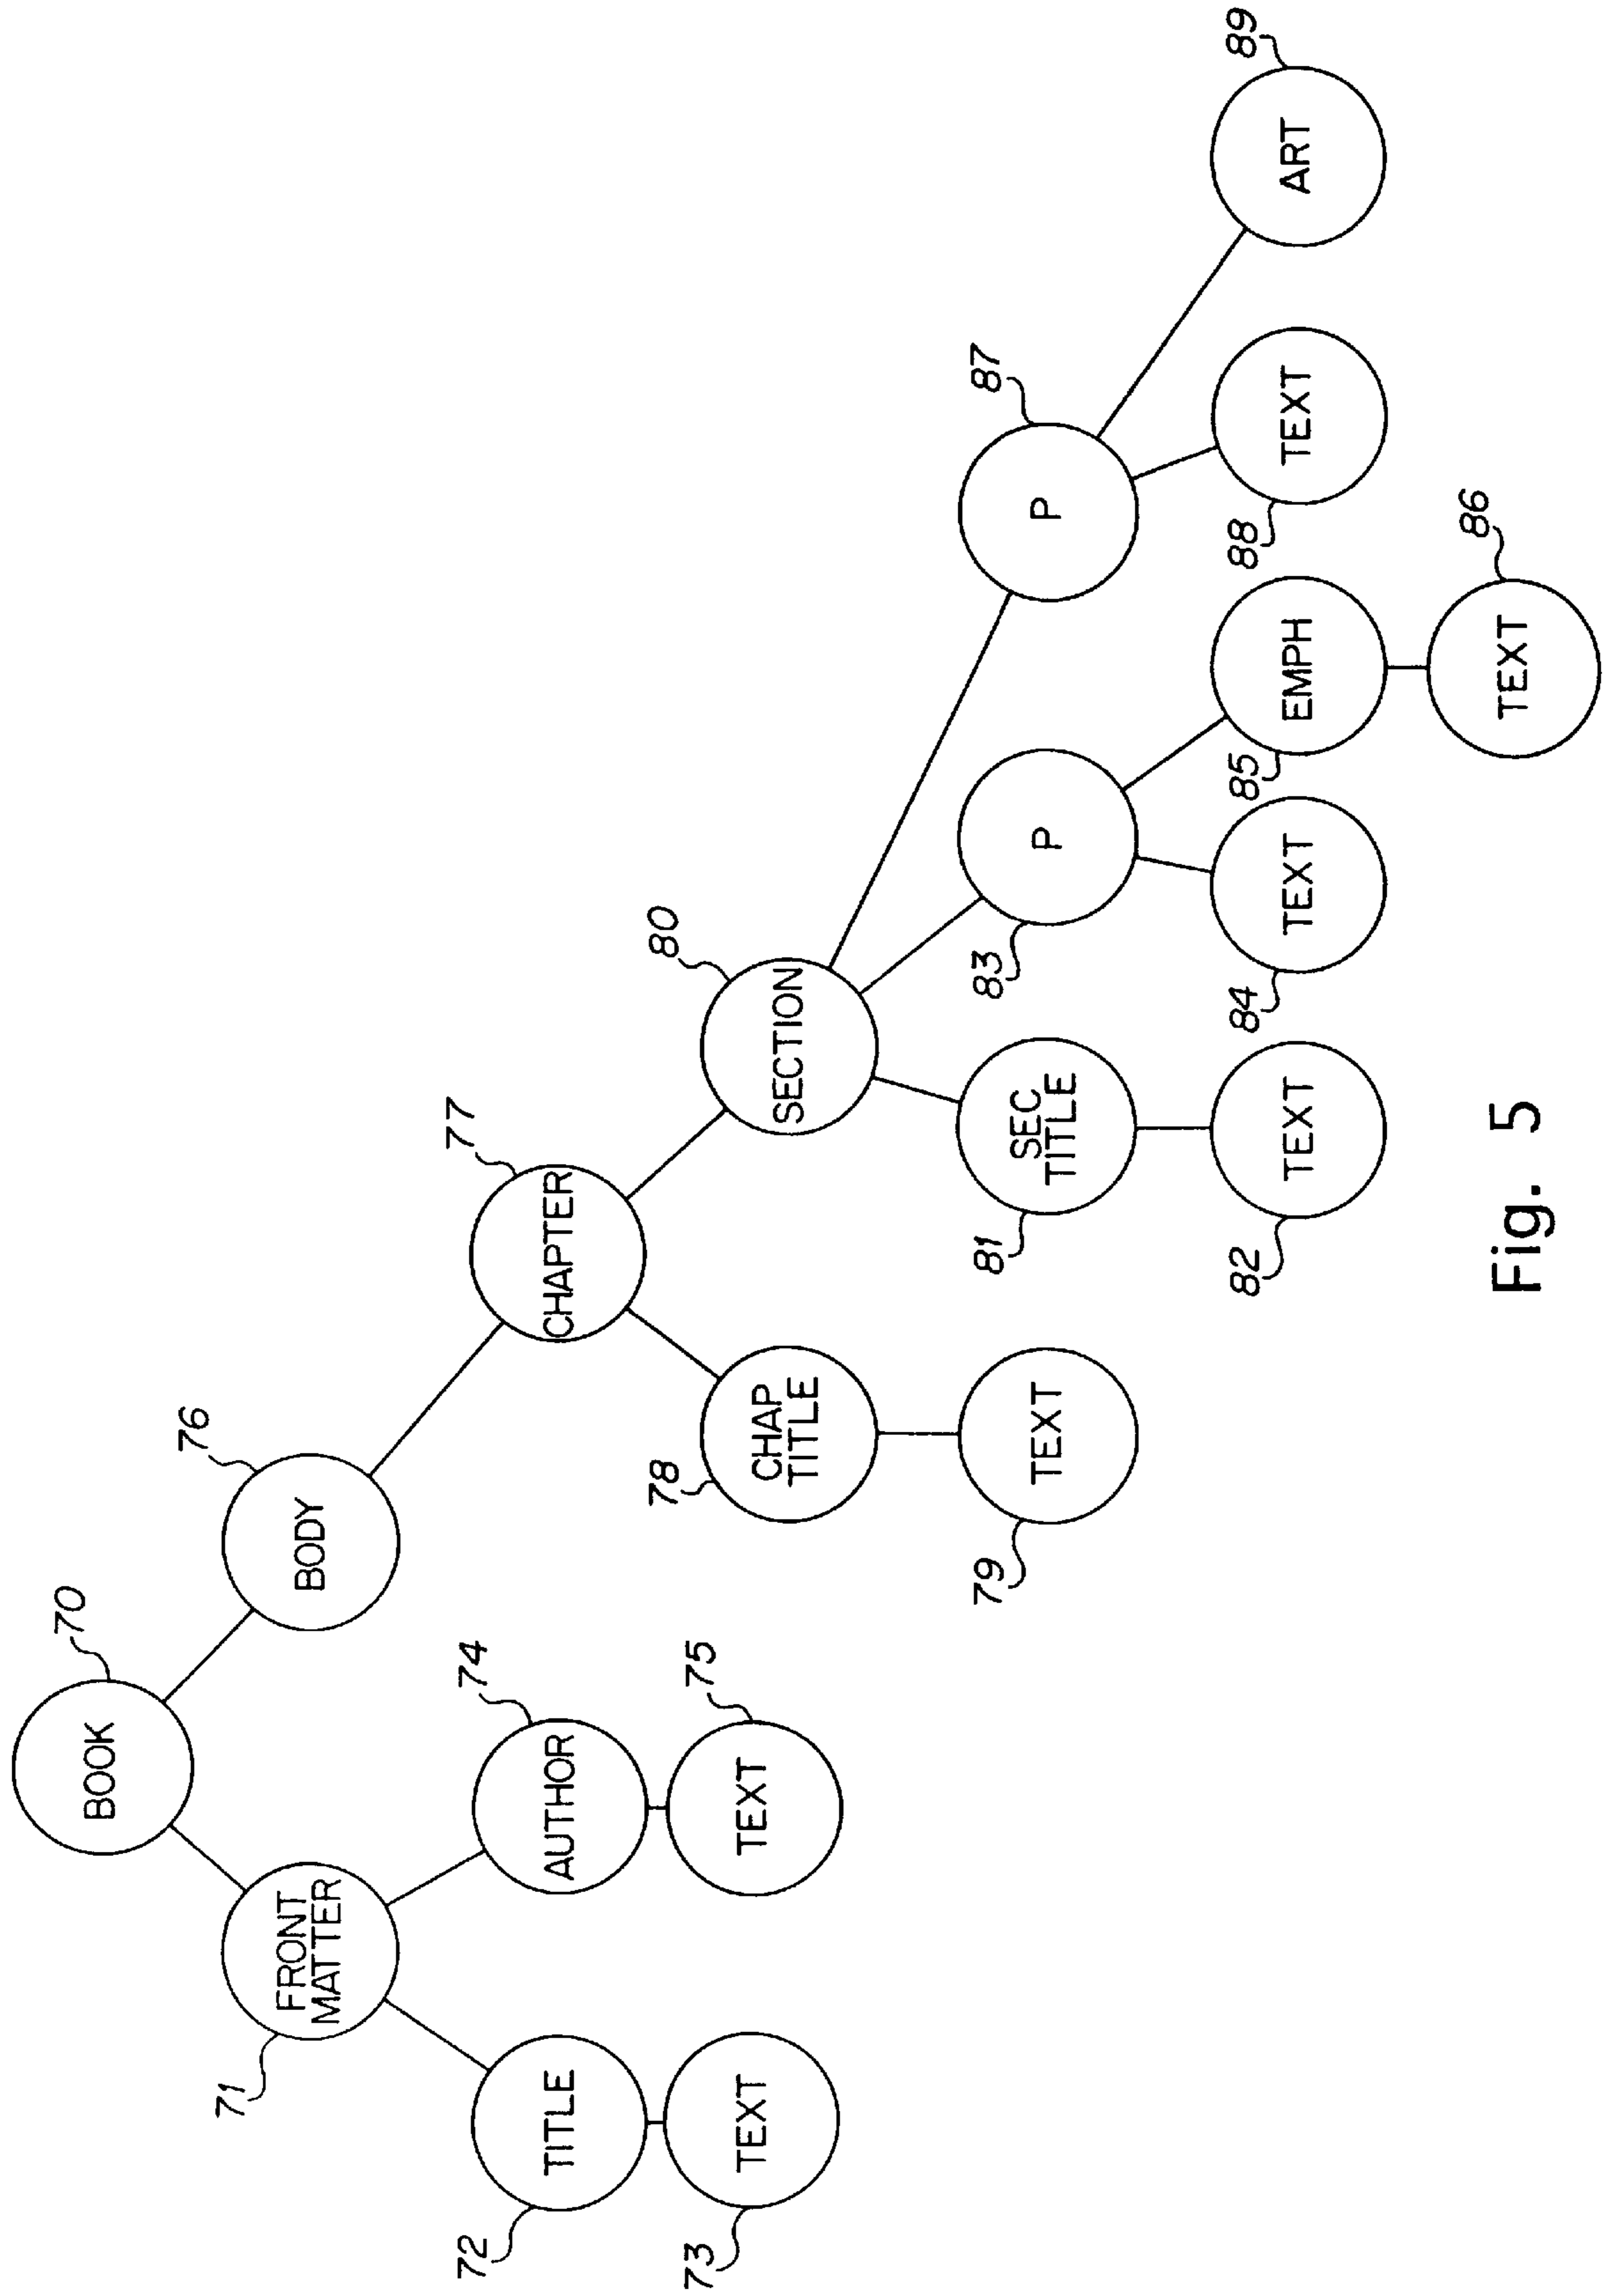 70
BOOK
71
FRONT
MATTER
76
BODY
72
TITLE
74
AUTHOR
77
CHAPTER
73
TEXT
75
TEXT
78
CHAP
TITLE
80
SECTION
79
TEXT
81
SEC
TITLE
83
P
87
P
82
TEXT
84
TEXT
85
EMPH
88
TEXT
89
ART
86
TEXT
Fig. 5